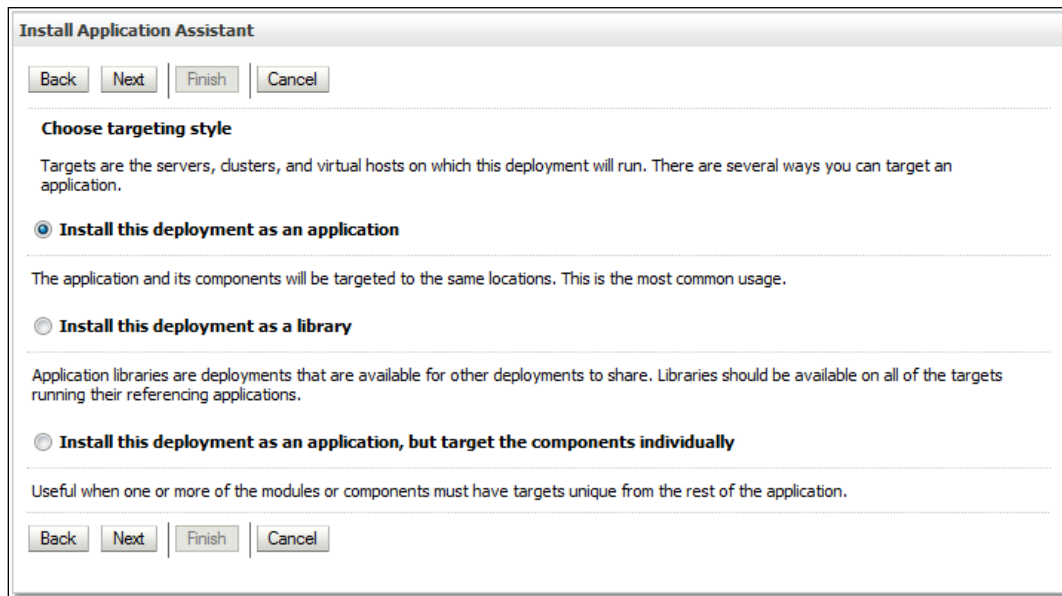 Install Application Assistant
Back Next Finish Cancel
Choose targeting style
Targets are the servers, clusters, and virtual hosts on which this deployment will run. There are several ways you can target an
application.
Install this deployment as an application
The application and its components will be targeted to the same locations. This is the most common usage.
Install this deployment as a library
Application libraries are deployments that are available for other deployments to share. Libraries should be available on all of the targets
running their referencing applications.
Install this deployment as an application, but target the components individually
Useful when one or more of the modules or components must have targets unique from the rest of the application.
Back Next Finish Cancel